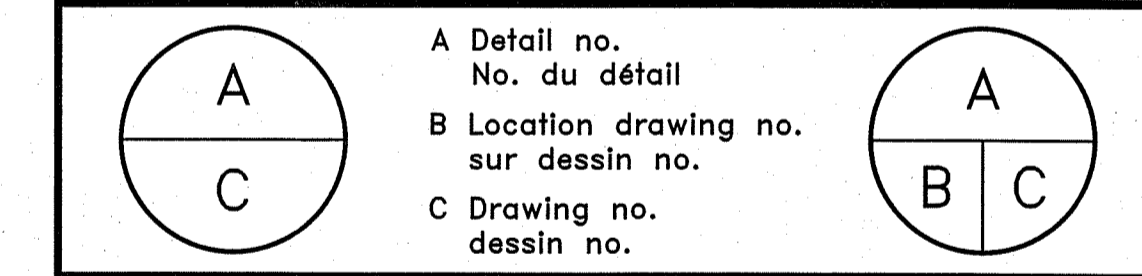 A
C
A Detail no.
No. du détail
B Location drawing no.
sur dessin no.
C Drawing no.
dessin no.
A
B C